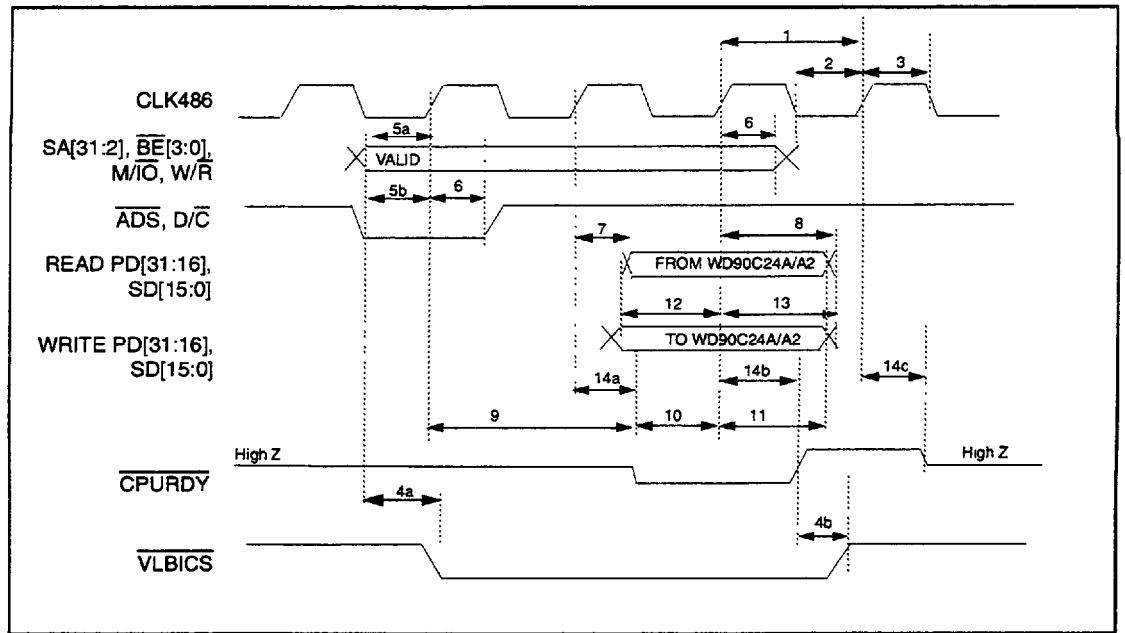 1
2
3
CLK486
5a
6
SA[31:2], BE[3:0],
VALID
M/IO, W/R
5b
6
ADS, D/C
7
8
READ PD[31:16],
FROM WD90C24A/A2
SD[15:0]
12
13
WRITE PD[31:16],
TO WD90C24A/A2
SD[15:0]
14a
14b
14c
9
10
11
High Z
High Z
CPURDY
4a
4b
VLBICS